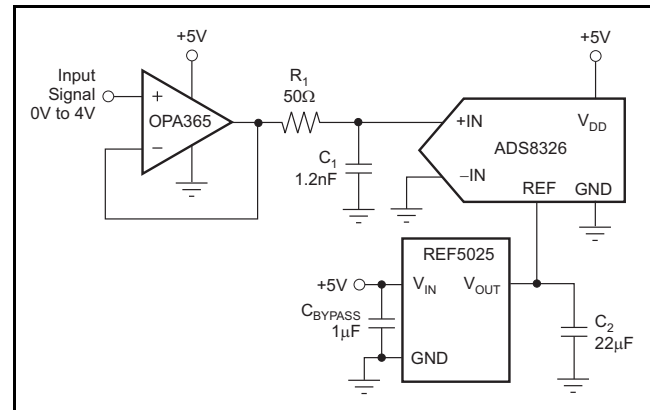 +5V
Input
Signal
0V to 4V
+
−
OPA365
R1
50Ω
C1
1.2nF
+5V
+IN
VDD
ADS8326
−IN
REF
GND
REF5025
+5V
VIN
VOUT
CBYPASS
1μF
GND
C2
22μF